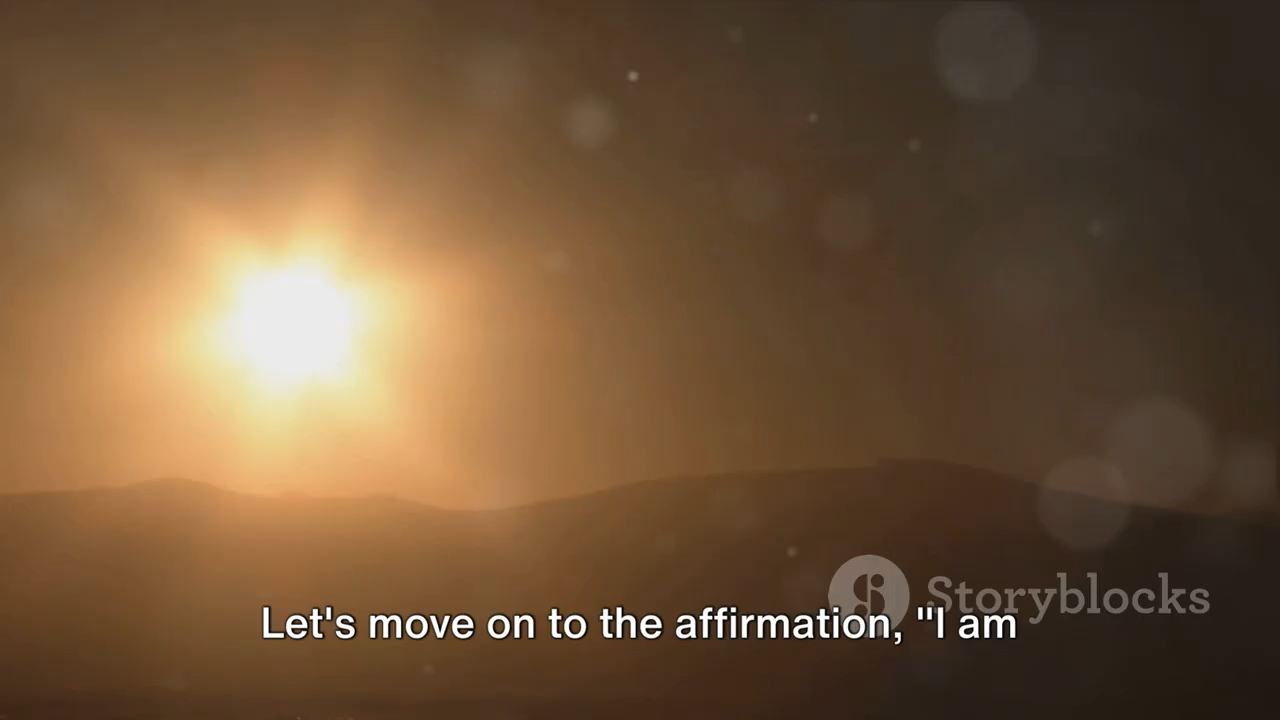 Storyblocks
Let's move on to the affirmation, "I am